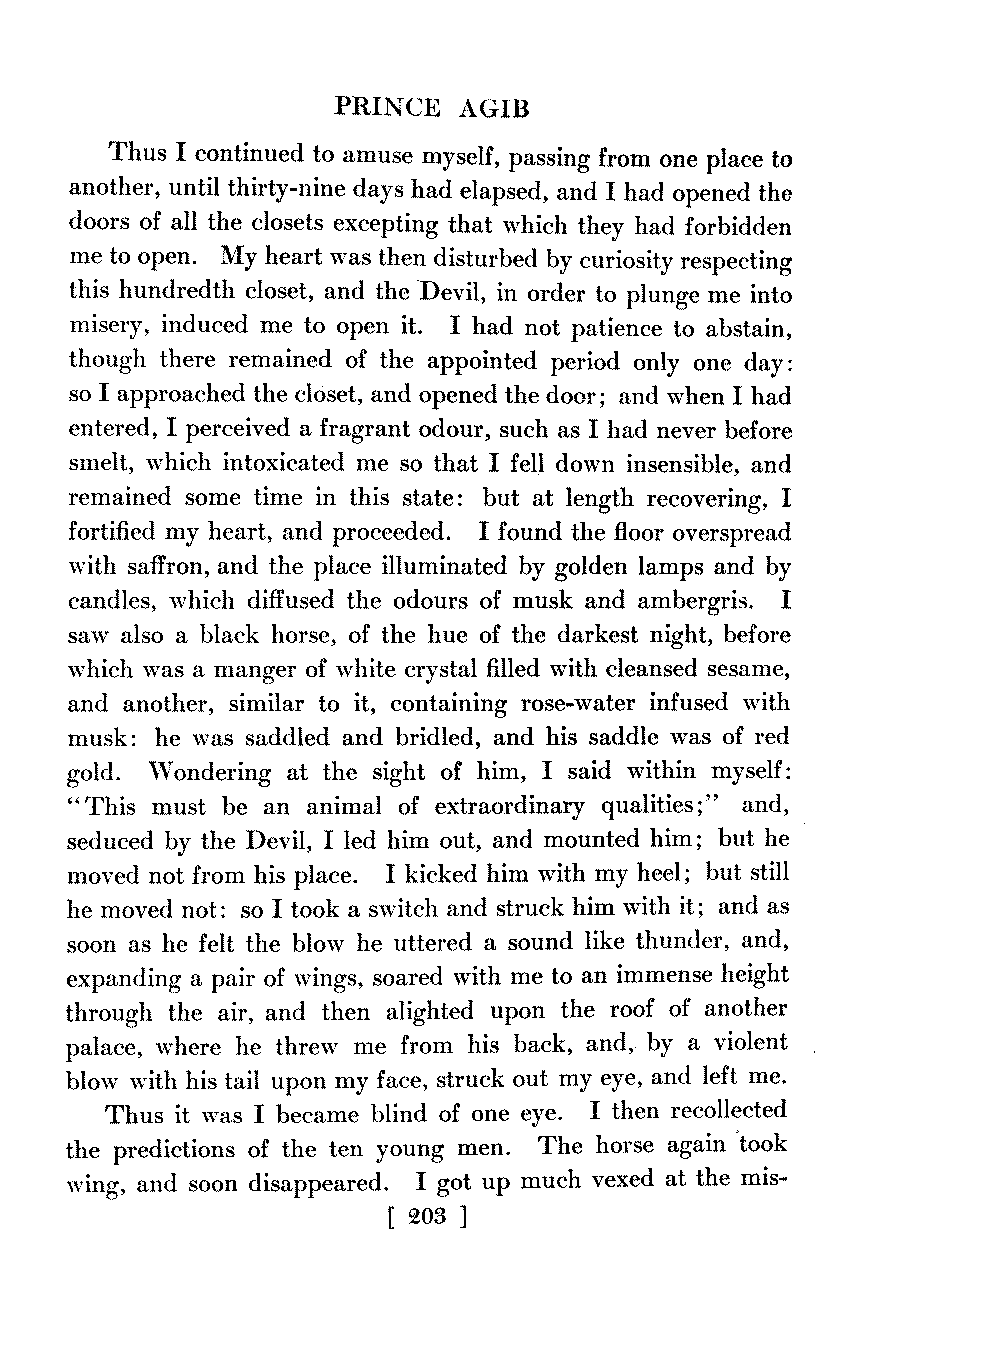 PRINCE AGIB
Thus I continued to amuse myself, passing from one place to
another, until thirty-nine days had elapsed, and I had opened the
doors of all the closets excepting that which they had forbidden
me to open. My heart was then disturbed by curiosity respecting
this hundredth closet, and the Devil, in order to plunge me into
misery, induced me to open it. I had not patience to abstain,
though there remained of the appointed period only one day:
so I approached the closet, and opened the door; and when I had
entered, I perceived a fragrant odour, such as I had never before
smelt, which intoxicated me so that I fell down insensible, and
remained some time in this state: but at length recovering, I
fortified my heart, and proceeded. I found the floor overspread
with saffron, and the place illuminated by golden lamps and by
candles, which diffused the odours of musk and ambergris. I
saw also a black horse, of the hue of the darkest night, before
which was a manger of white crystal filled with cleansed sesame,
and another, similar to it, containing rose-water infused with
musk: he was saddled and bridled, and his saddle was of red
gold. Wondering at the sight of him, I said within myself:
"This must be an animal of extraordinary qualities;" and,
seduced by the Devil, I led him out, and mounted him; but he
moved not from his place. I kicked him with my heel; but still
he moved not: so I took a switch and struck him with it; and as
soon as he felt the blow he uttered a sound like thunder, and,
expanding a pair of wings, soared with me to an immense height
through the air, and then alighted upon the roof of another
palace, where he threw me from his back, and, by a violent
blow with his tail upon my face, struck out my eye, and left me.
Thus it was I became blind of one eye. I then recollected
the predictions of the ten young men. The horse again took
wing, and soon disappeared. I got up much vexed at the mis-
[ 203 ]